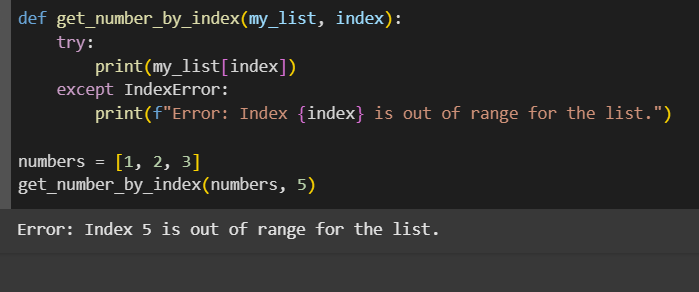 def get_number_by_index(my_list, index):
    try:
        print(my_list[index])
    except IndexError:
        print(f"Error: Index {index} is out of range for the list.")

numbers = [1, 2, 3]
get_number_by_index(numbers, 5)
Error: Index 5 is out of range for the list.